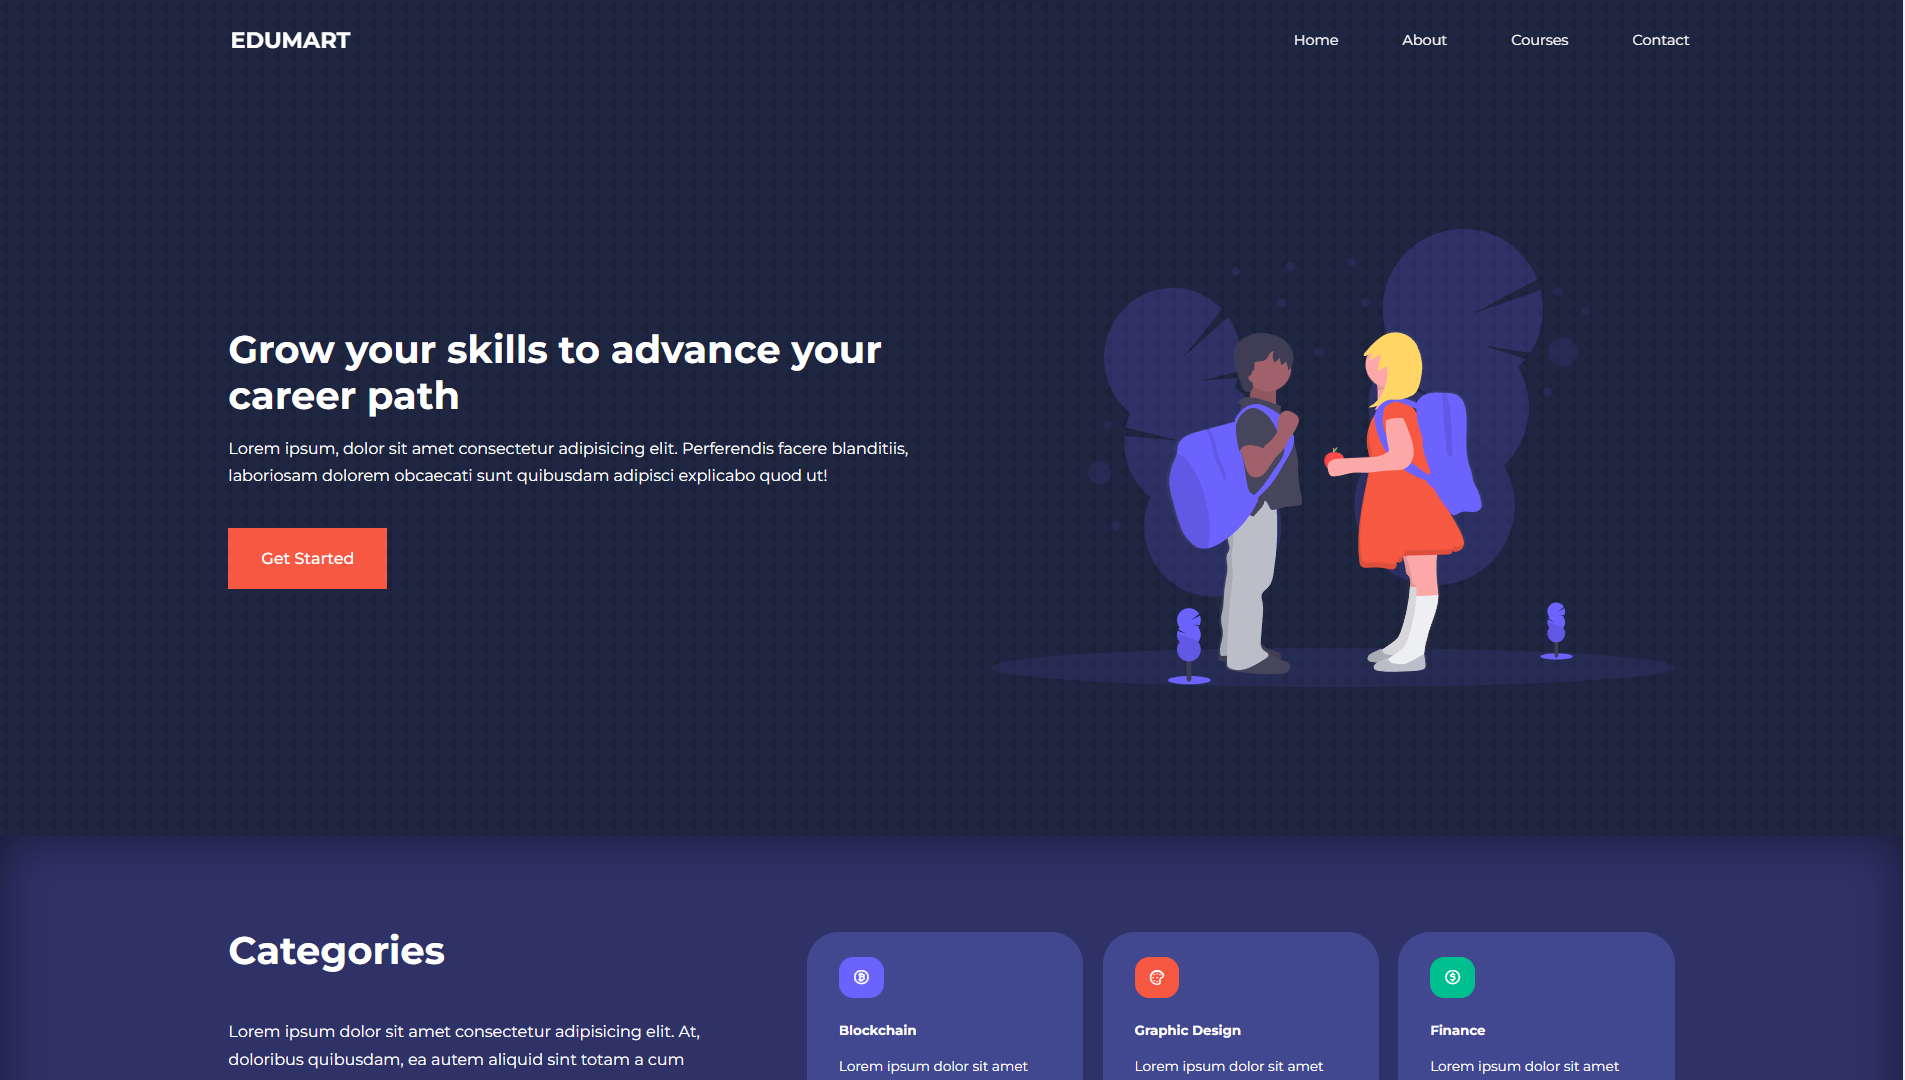 EDUMART
Home
About
Courses
Contact
Grow your skills to advance your
career path
Lorem ipsum, dolor sit amet consectetur adipisicing elit. Perferendis facere blanditiis,
laboriosam dolorem obcaecati sunt quibusdam adipisci explicabo quod ut!
Get Started
Categories
Lorem ipsum dolor sit amet consectetur adipisicing elit. At,
doloribus quibusdam, ea autem aliquid sint totam a cum
Blockchain
Lorem ipsum dolor sit amet
Graphic Design
Lorem ipsum dolor sit amet
Finance
Lorem ipsum dolor sit amet